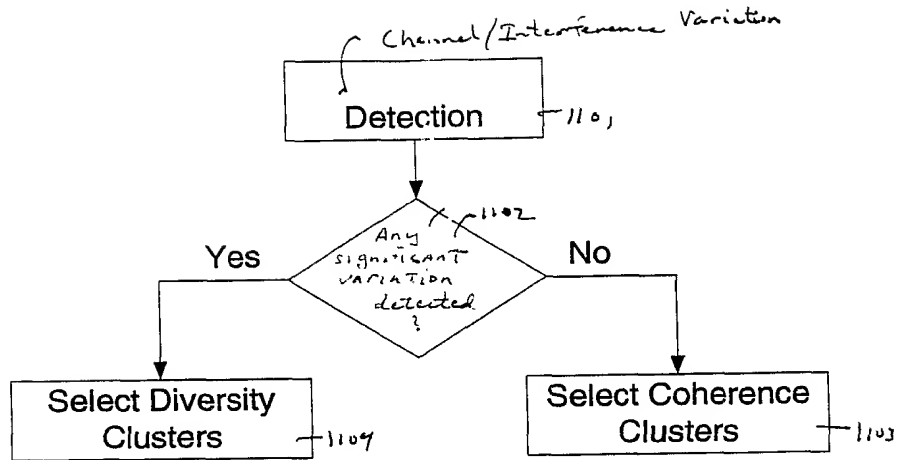 Channel/Interference Variation
Detection
1101
1102
Any
significant
variation
detected
?
Yes
No
Select Diversity
Clusters
1104
Select Coherence
Clusters
1103